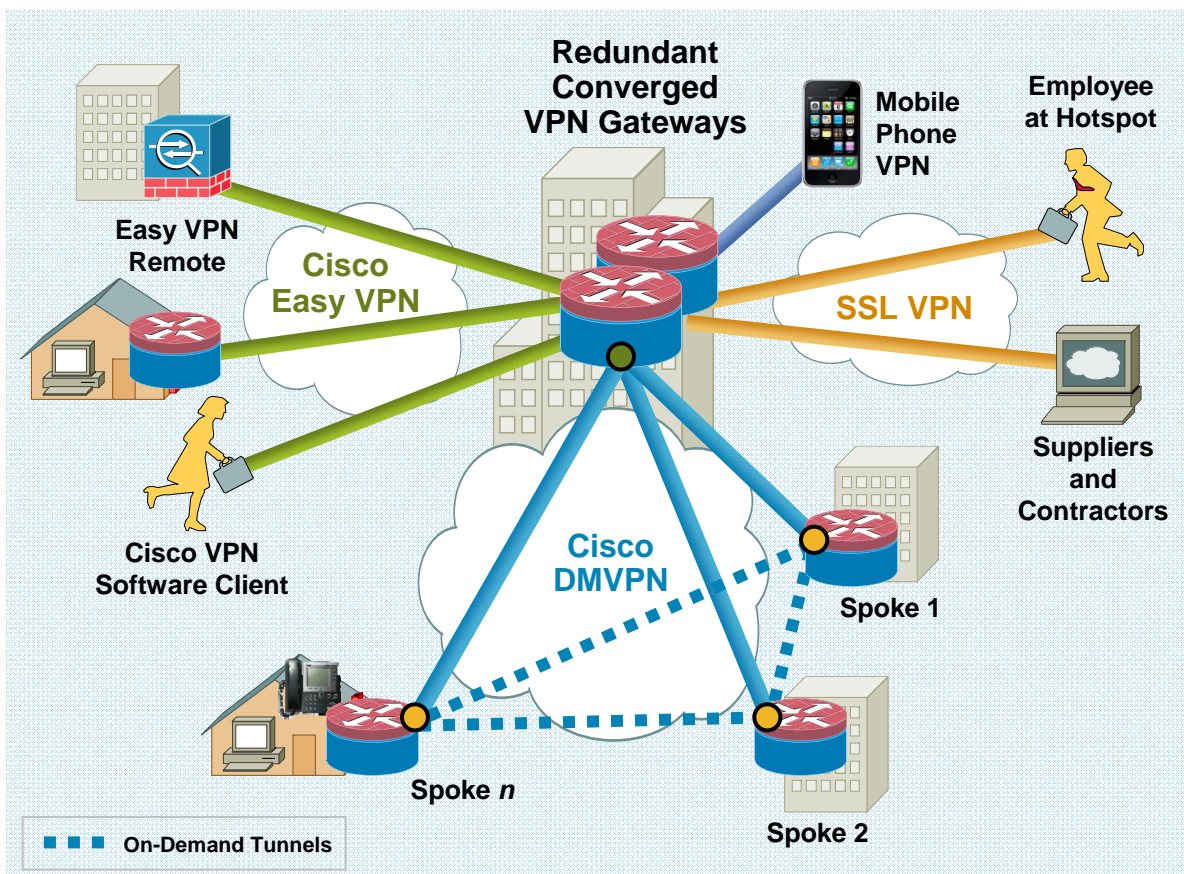 Redundant
Converged
VPN Gateways
Mobile
Phone
VPN
Employee
at Hotspot
Easy VPN
Remote
Cisco
Easy VPN
SSL VPN
Suppliers
and
Contractors
Cisco VPN
Software Client
Cisco
DMVPN
Spoke 1
Spoke n
Spoke 2
On-Demand Tunnels